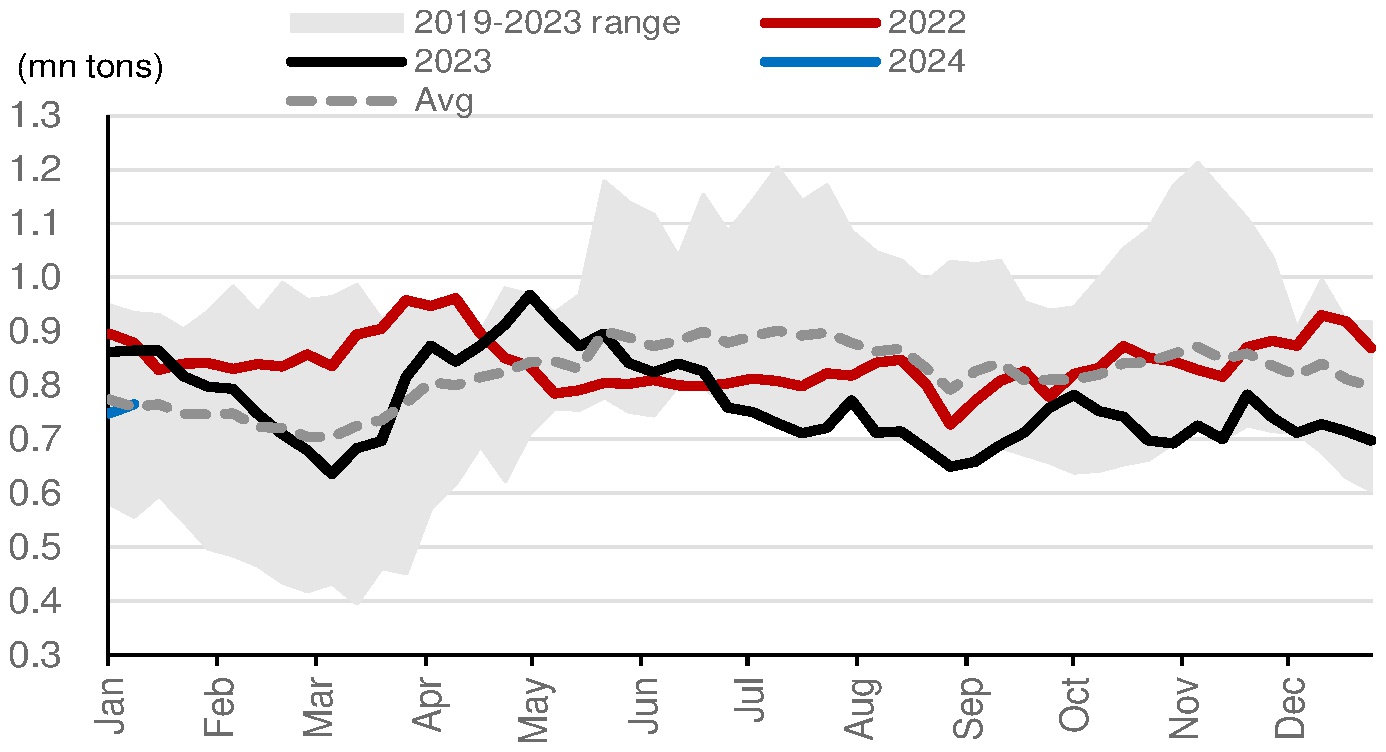 2019-2023 range
2022
(mn tons)
2023
2024
Avg
1.3
1.2
1.1
1.0
0.9
0.8
0.7
0.6
0.5
0.4
0.3
Jan
Feb
Mar
Apr
May
Jun
Jul
Aug
Sep
Oct
Nov
Dec